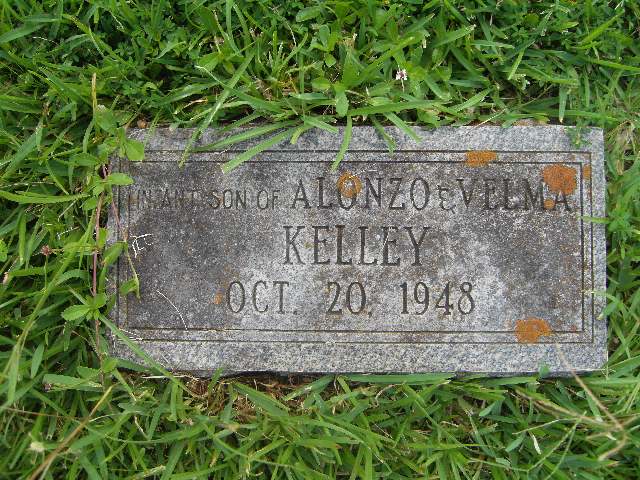 INFANT SON OF ALONZO & VELMA
KELLEY
OCT. 20, 1948